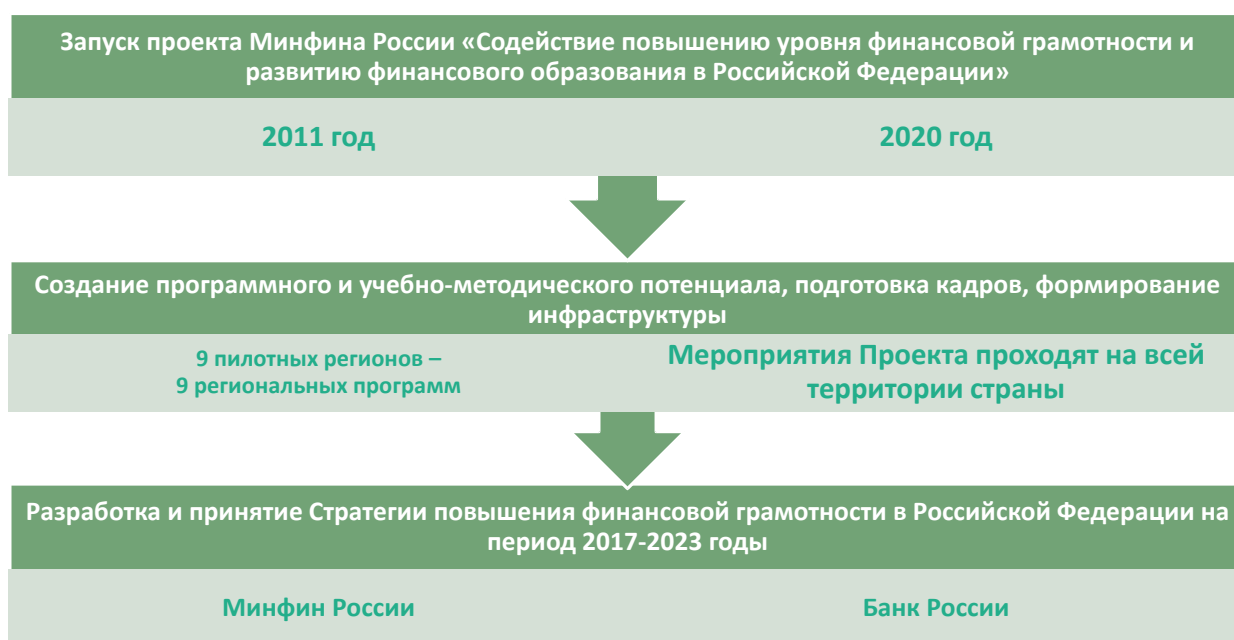 Запуск проекта Минфина России «Содействие повышению уровня финансовой грамотности и
развитию финансового образования в Российской Федерации»
2011 год
2020 год
Создание программного и учебно-методического потенциала, подготовка кадров, формирование
инфраструктуры
9 пилотных регионов –
9 региональных программ
Мероприятия Проекта проходят на всей
территории страны
Разработка и принятие Стратегии повышения финансовой грамотности в Российской Федерации на
период 2017-2023 годы
Минфин России
Банк России